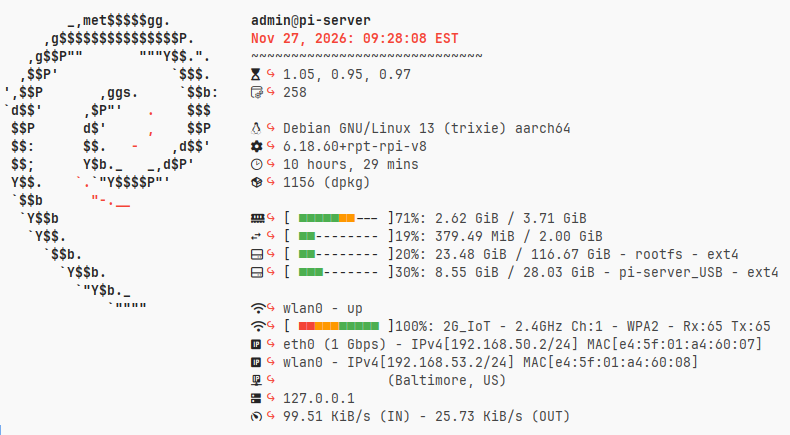 admin@pi-server
Nov 27, 2026: 09:28:08 EST
~~~~~~~~~~~~~~~~~~~~~~~~~~~~~
1.05, 0.95, 0.97
258
Debian GNU/Linux 13 (trixie) aarch64
6.18.60+rpt-rpi-v8
10 hours, 29 mins
1156 (dpkg)
[ ■■■■■■■--- ]71%: 2.62 GiB / 3.71 GiB
[ ■■-------- ]19%: 379.49 MiB / 2.00 GiB
[ ■■-------- ]20%: 23.48 GiB / 116.67 GiB - rootfs - ext4
[ ■■■------- ]30%: 8.55 GiB / 28.03 GiB - pi-server_USB - ext4
wlan0 - up
[ ■■■■■■■■■■ ]100%: 2G_IoT - 2.4GHz Ch:1 - WPA2 - Rx:65 Tx:65
eth0 (1 Gbps) - IPv4[192.168.50.2/24] MAC[e4:5f:01:a4:60:07]
wlan0 - IPv4[192.168.53.2/24] MAC[e4:5f:01:a4:60:08]
(Baltimore, US)
127.0.0.1
99.51 KiB/s (IN) - 25.73 KiB/s (OUT)